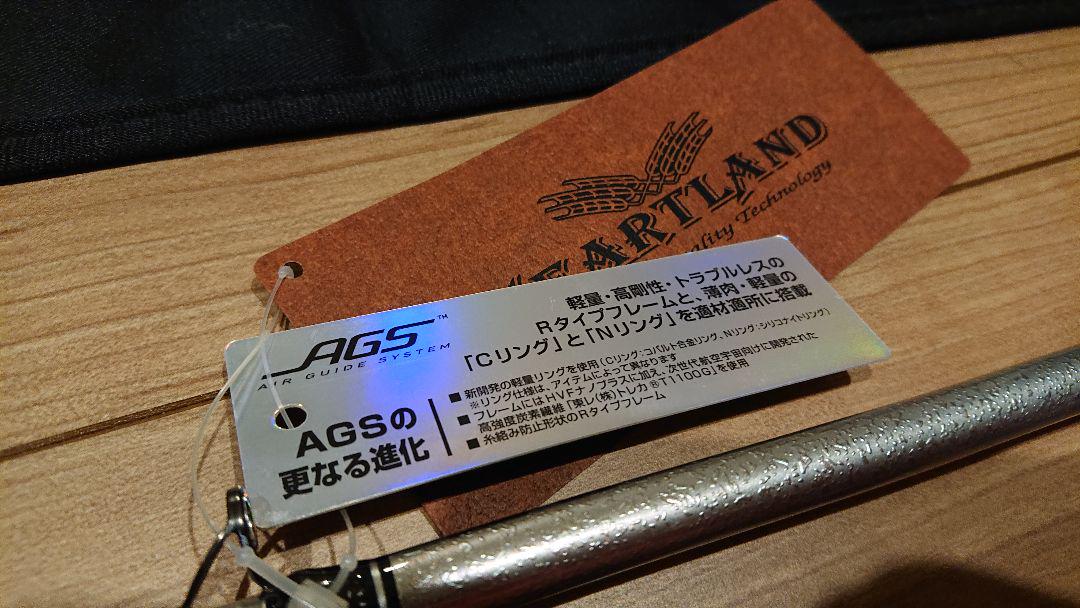 EARTLAND
ality Technology
AGS™
AIR GUIDE SYSTEM
AGSの
更なる進化
軽量・高剛性・トラブルレスの
Rタイプフレームと、薄肉・軽量の
「Cリング」と「Nリング」を適材適所に搭載
■ 新開発の軽量リングを使用（Cリング：コバルト合金リング、Nリング：シリコナイトリング）
※リング仕様は、アイテムによって異なります
■ フレームにはHVFナノプラスに加え、次世代航空宇宙向けに開発された
高強度炭素繊維「東レ（株）トレカ®T1100G」を使用
■ 糸絡み防止形状のRタイプフレーム